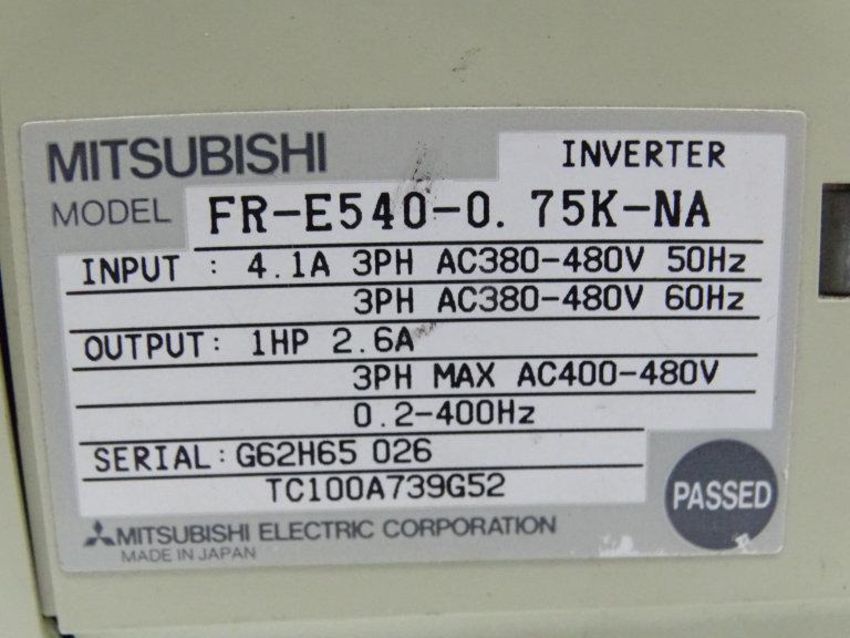 MITSUBISHI INVERTER
MODEL FR-E540-0.75K-NA
INPUT : 4.1A 3PH AC380-480V 50Hz
3PH AC380-480V 60Hz
OUTPUT: 1HP 2.6A
3PH MAX AC400-480V
0.2-400Hz
SERIAL: G62H65 026
TC100A739G52
PASSED
MITSUBISHI ELECTRIC CORPORATION
MADE IN JAPAN